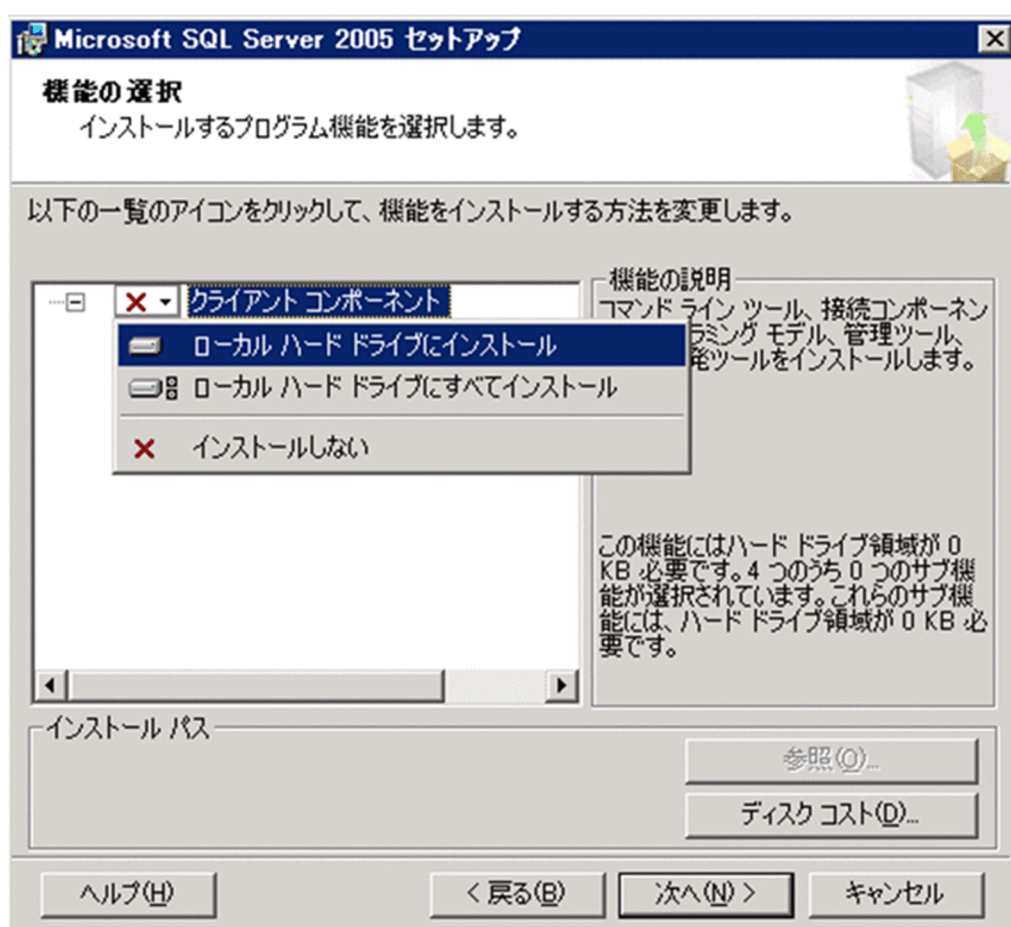 Microsoft SQL Server 2005 セットアップ
機能の選択
インストールするプログラム機能を選択します。
以下の一覧のアイコンをクリックして、機能をインストールする方法を変更します。
クライアント コンポーネント
ローカル ハード ドライブにインストール
ローカル ハード ドライブにすべてインストール
インストールしない
機能の説明
コマンド ライン ツール、接続コンポーネン
ラミング モデル、管理ツール、
発ツールをインストールします。
この機能にはハード ドライブ領域が 0
KB 必要です。4 つのうち 0 つのサブ機
能が選択されています。これらのサブ機
能には、ハード ドライブ領域が 0 KB 必
要です。
インストール パス
参照(O)...
ディスク コスト(D)...
ヘルプ(H)
< 戻る(B)
次へ(N) >
キャンセル